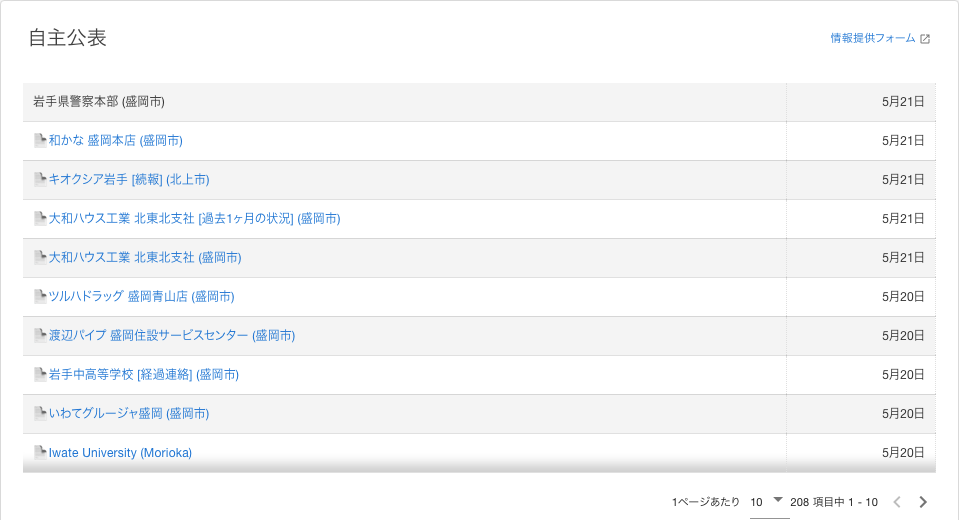 自主公表
情報提供フォーム
岩手県警察本部 (盛岡市) 5月21日
和かな 盛岡本店 (盛岡市) 5月21日
キオクシア岩手 [続報] (北上市) 5月21日
大和ハウス工業 北東北支社 [過去1ヶ月の状況] (盛岡市) 5月21日
大和ハウス工業 北東北支社 (盛岡市) 5月21日
ツルハドラッグ 盛岡青山店 (盛岡市) 5月20日
渡辺パイプ 盛岡住設サービスセンター (盛岡市) 5月20日
岩手中高等学校 [経過連絡] (盛岡市) 5月20日
いわてグルージャ盛岡 (盛岡市) 5月20日
Iwate University (Morioka) 5月20日
1ページあたり 10 208 項目中 1 - 10